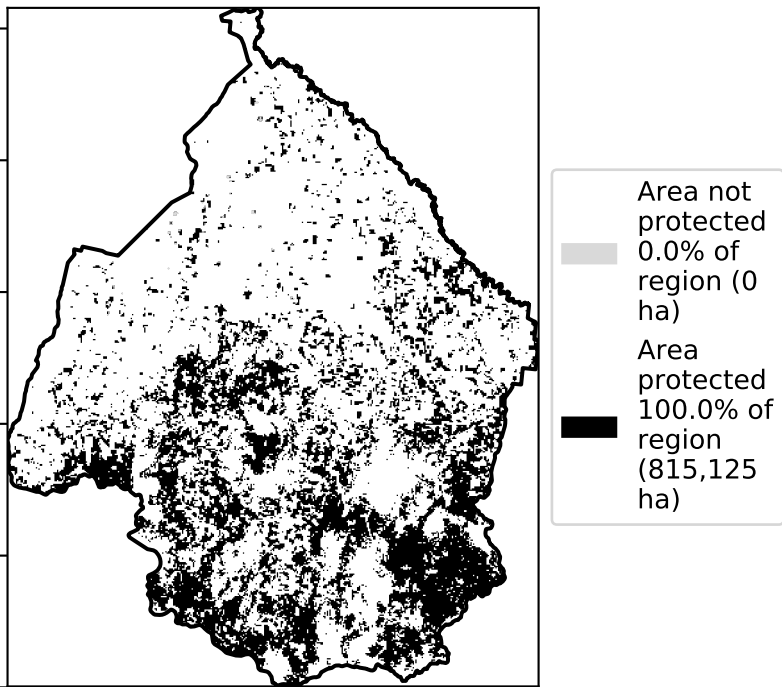 Area not
protected
0.0% of
region (0
ha)
Area
protected
100.0% of
region
(815,125
ha)